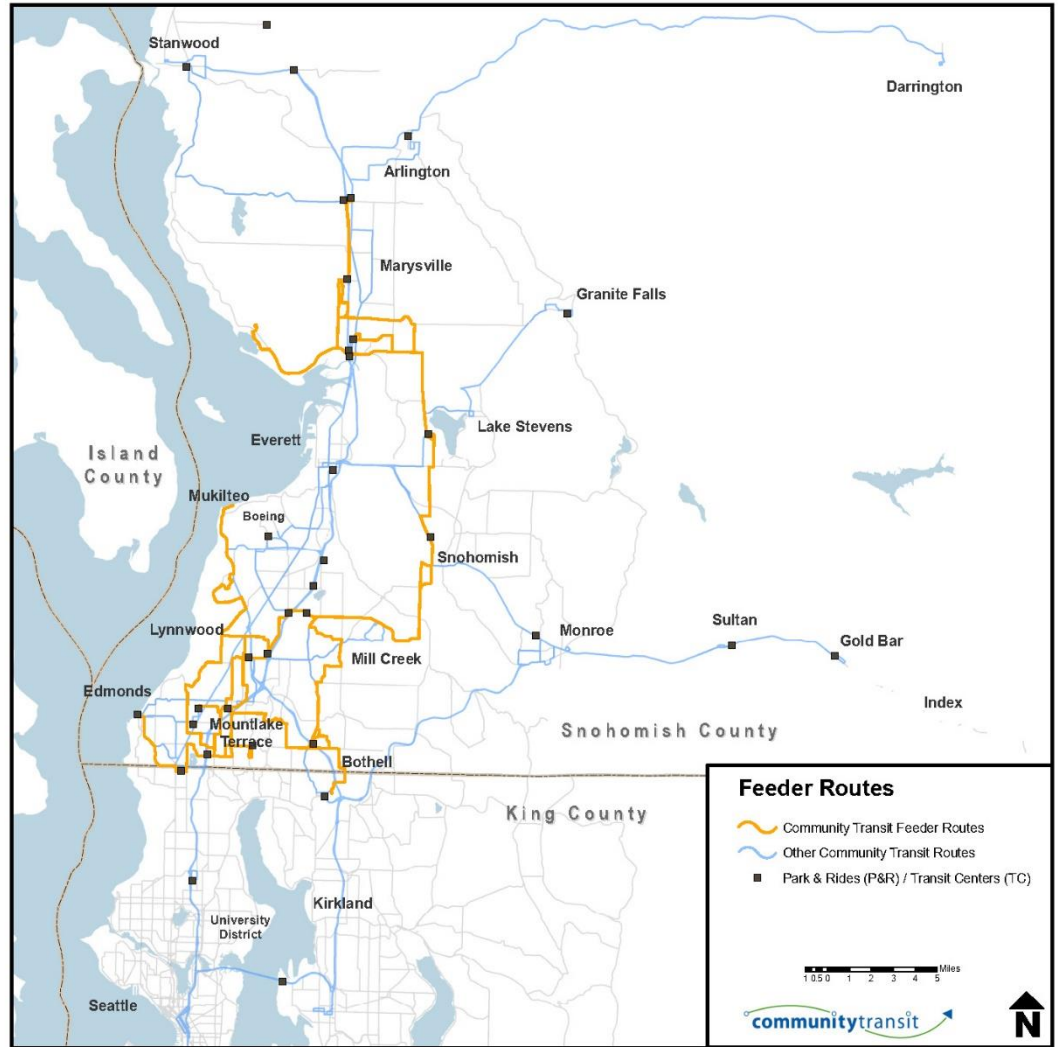 Stanwood
Darrington
Arlington
Marysville
Granite Falls
Lake Stevens
Everett
Island
County
Mukilteo
Boeing
Snohomish
Lynnwood
Monroe
Sultan
Gold Bar
Mill Creek
Edmonds
Index
Mountlake
Terrace
Snohomish County
Bothell
King County
Kirkland
University
District
Seattle
Feeder Routes
Community Transit Feeder Routes
Other Community Transit Routes
Park & Rides (P&R) / Transit Centers (TC)
1 0.5 0 1 2 3 4 5 Miles
communitytransit
N